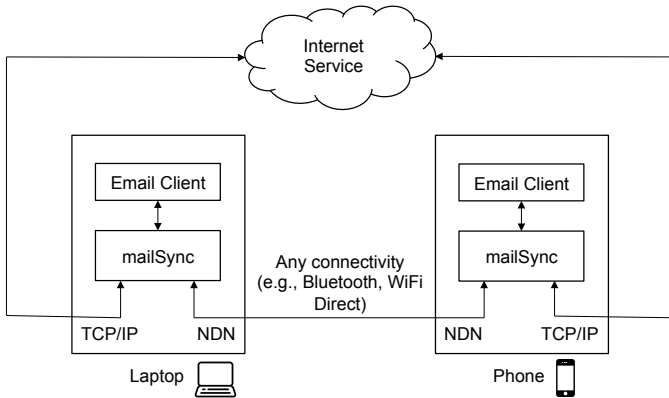 Internet
Service
Email Client
mailSync
TCP/IP
NDN
Laptop
Any connectivity
(e.g., Bluetooth, WiFi
Direct)
Email Client
mailSync
NDN
TCP/IP
Phone